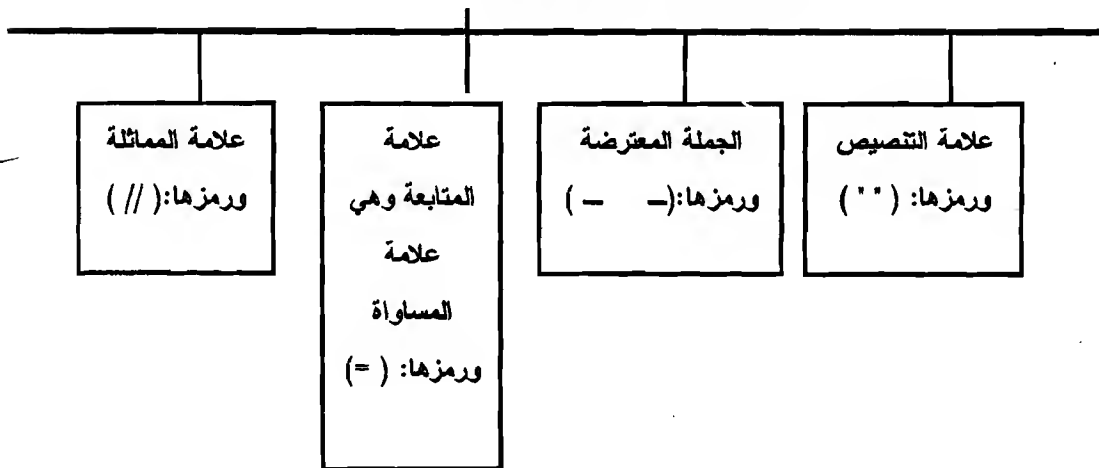 علامة التنصيص
ورمزها: ( " " )
الجملة المعترضة
ورمزها:(– –)
علامة
المتابعة وهي
علامة
المساواة
ورمزها: ( =)
علامة المماثلة
ورمزها:( // )